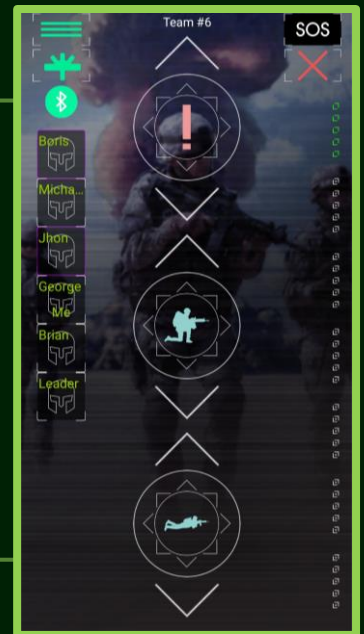 Team #6
SOS
Boris
Micha...
Jhon
George
Me
Brian
Leader